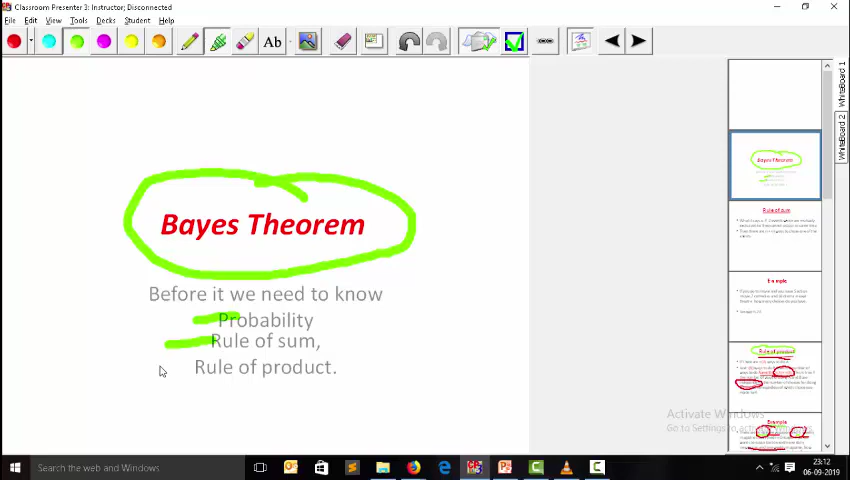 Classroom Presenter 3: Instructor; Disconnected
File Edit View Tools Decks Student Help
Ab
Bayes Theorem
Before it we need to know
Probability
Rule of sum,
Rule of product.
WhiteBoard 1
WhiteBoard 2
Bayes Theorem
Rule of sum
Example
Rule of product
Example
Activate Windows
Go to Settings to activate Windows.
Search the web and Windows
23:12
06-09-2019